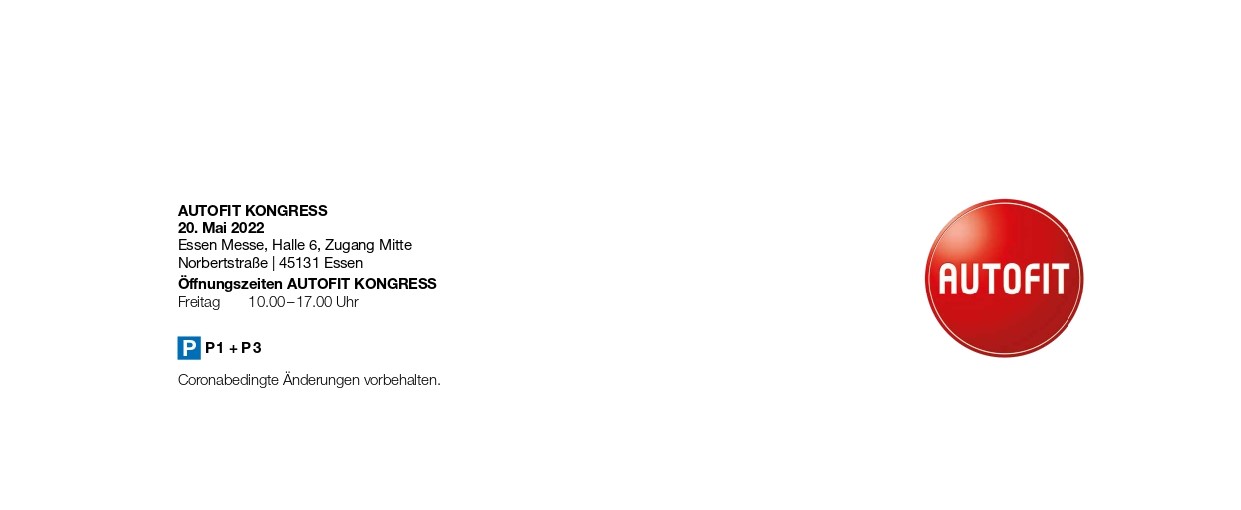 AUTOFIT KONGRESS
20. Mai 2022
Essen Messe, Halle 6, Zugang Mitte
Norbertstraße | 45131 Essen
Öffnungszeiten AUTOFIT KONGRESS
Freitag 10.00–17.00 Uhr
P P1 + P3
Coronabedingte Änderungen vorbehalten.
AUTOFIT